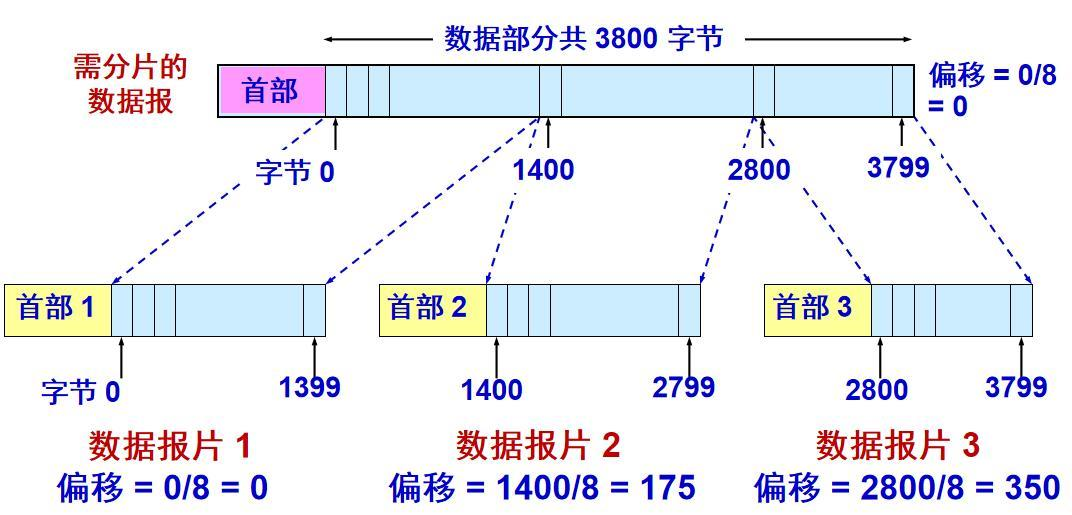 数据部分共 3800 字节
需分片的
数据报
首部
偏移 = 0/8
= 0
字节 0
1400
2800
3799
首部 1
首部 2
首部 3
字节 0
1399
1400
2799
2800
3799
数据报片 1
数据报片 2
数据报片 3
偏移 = 0/8 = 0
偏移 = 1400/8 = 175
偏移 = 2800/8 = 350